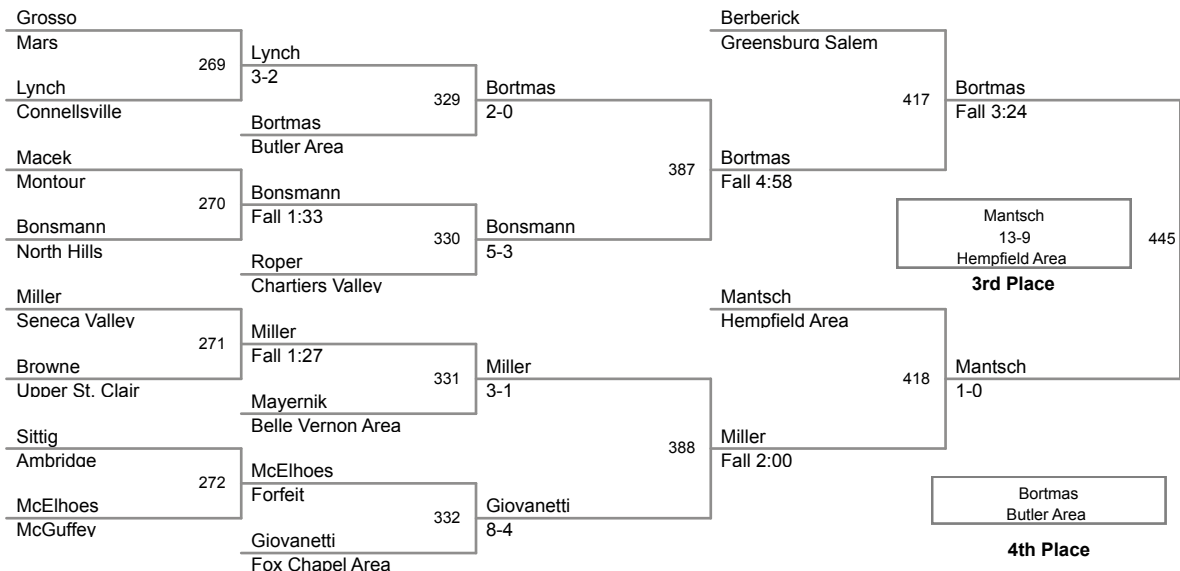 Grosso
Mars
269
Lynch
Connellsville
Lynch
3-2
329
Bortmas
Butler Area
Bortmas
2-0
Macek
Montour
270
Bonsmann
North Hills
Bonsmann
Fall 1:33
330
Roper
Chartiers Valley
Bonsmann
5-3
387
Miller
Seneca Valley
271
Browne
Upper St. Clair
Miller
Fall 1:27
331
Mayernik
Belle Vernon Area
Miller
3-1
Sittig
Ambridge
272
McElhoes
McGuffey
McElhoes
Forfeit
332
Giovanetti
Fox Chapel Area
Giovanetti
8-4
388
Berberick
Greensburg Salem
417
Bortmas
Fall 4:58
Bortmas
Fall 3:24
Mantsch
Hempfield Area
418
Miller
Fall 2:00
Mantsch
1-0
445
Mantsch
13-9
Hempfield Area
3rd Place
Bortmas
Butler Area
4th Place